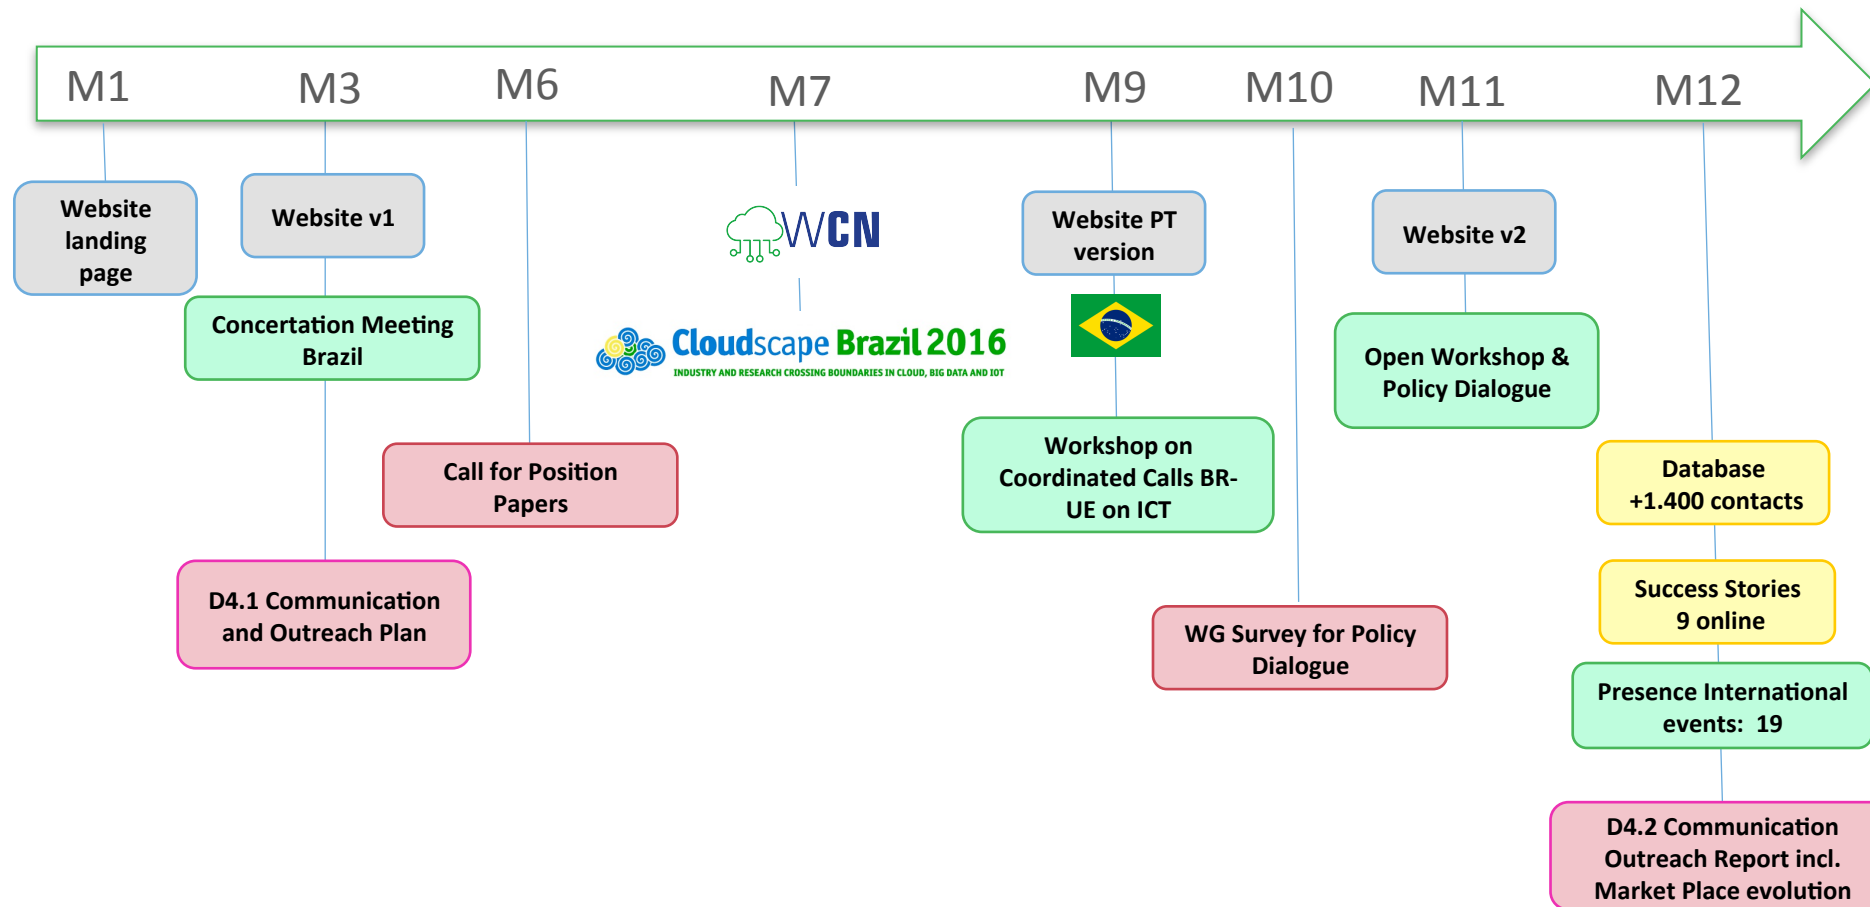 M1
M3
M6
M7
M9
M10
M11
M12
Website
landing
page
Website v1
Concertation Meeting
Brazil
D4.1 Communication
and Outreach Plan
Call for Position
Papers
WCN
Cloudscape Brazil 2016
INDUSTRY AND RESEARCH CROSSING BOUNDARIES IN CLOUD, BIG DATA AND IOT
Website PT
version
Workshop on
Coordinated Calls BR-
UE on ICT
WG Survey for Policy
Dialogue
Website v2
Open Workshop &
Policy Dialogue
Database
+1.400 contacts
Success Stories
9 online
Presence International
events: 19
D4.2 Communication
Outreach Report incl.
Market Place evolution